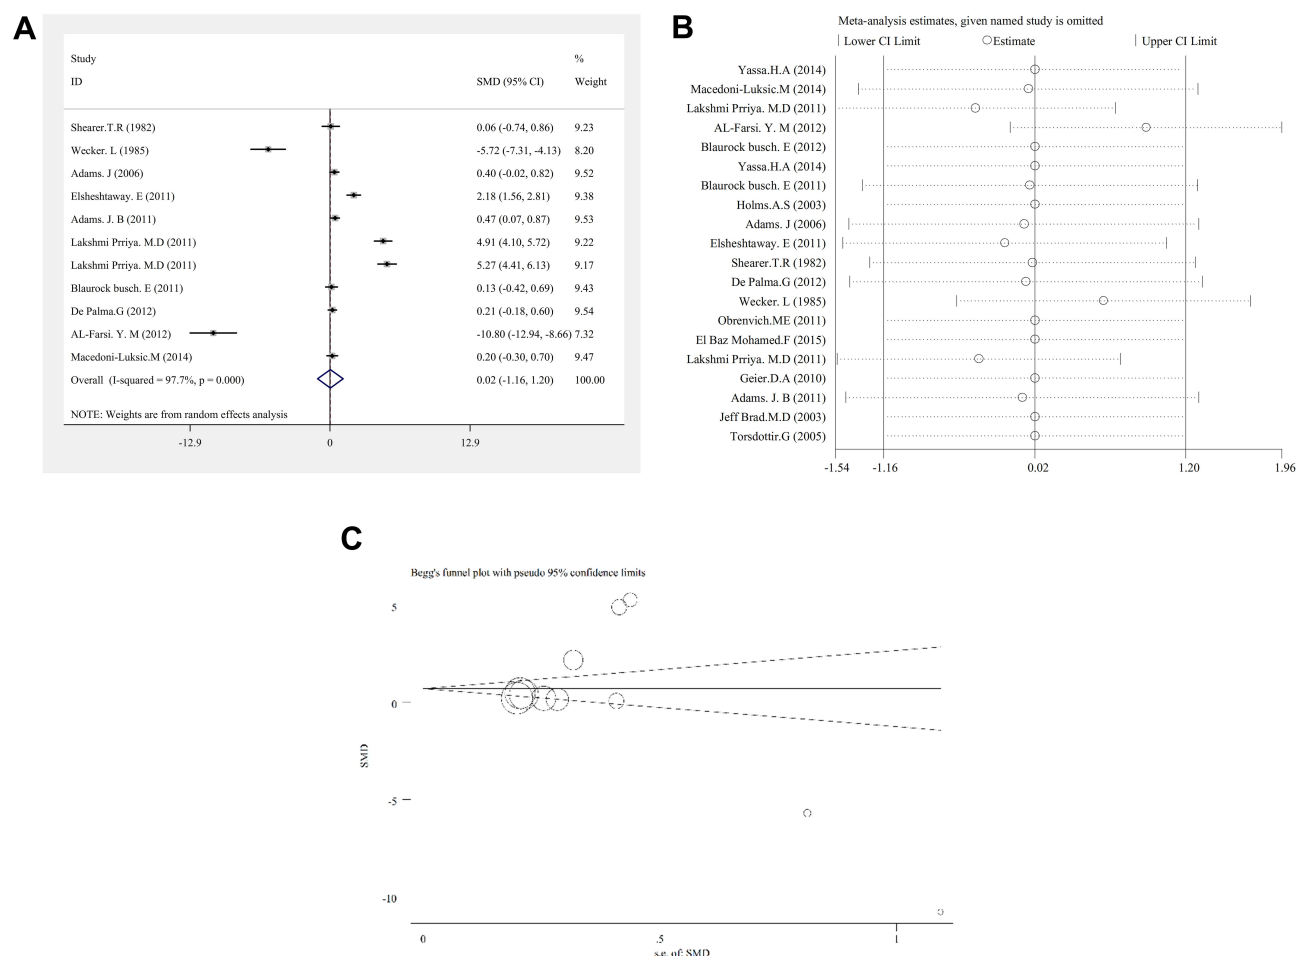 A
Study
%
ID SMD (95% CI) Weight
Shearer.T.R (1982) 0.06 (-0.74, 0.86) 9.23
Wecker. L (1985) -5.72 (-7.31, -4.13) 8.20
Adams. J (2006) 0.40 (-0.02, 0.82) 9.52
Elsheshtaway. E (2011) 2.18 (1.56, 2.81) 9.38
Adams. J. B (2011) 0.47 (0.07, 0.87) 9.53
Lakshmi Prriya. M.D (2011) 4.91 (4.10, 5.72) 9.22
Lakshmi Prriya. M.D (2011) 5.27 (4.41, 6.13) 9.17
Blaurock busch. E (2011) 0.13 (-0.42, 0.69) 9.43
De Palma.G (2012) 0.21 (-0.18, 0.60) 9.54
AL-Farsi. Y. M (2012) -10.80 (-12.94, -8.66) 7.32
Macedoni-Luksic.M (2014) 0.20 (-0.30, 0.70) 9.47
Overall (I-squared = 97.7%, p = 0.000) 0.02 (-1.16, 1.20) 100.00
NOTE: Weights are from random effects analysis
-12.9 0 12.9
B
Meta-analysis estimates, given named study is omitted
Lower CI Limit Estimate Upper CI Limit
Yassa.H.A (2014)
Macedoni-Luksic.M (2014)
Lakshmi Prriya. M.D (2011)
AL-Farsi. Y. M (2012)
Blaurock busch. E (2012)
Yassa.H.A (2014)
Blaurock busch. E (2011)
Holms.A.S (2003)
Adams. J (2006)
Elsheshtaway. E (2011)
Shearer.T.R (1982)
De Palma.G (2012)
Wecker. L (1985)
Obrenvich.ME (2011)
El Baz Mohamed.F (2015)
Lakshmi Prriya. M.D (2011)
Geier.D.A (2010)
Adams. J. B (2011)
Jeff Brad.M.D (2003)
Torsdottir.G (2005)
-1.54 -1.16 0.02 1.20 1.96
C
Begg's funnel plot with pseudo 95% confidence limits
5
0
SMD
-5
-10
0 .5 1
s.e. of: SMD